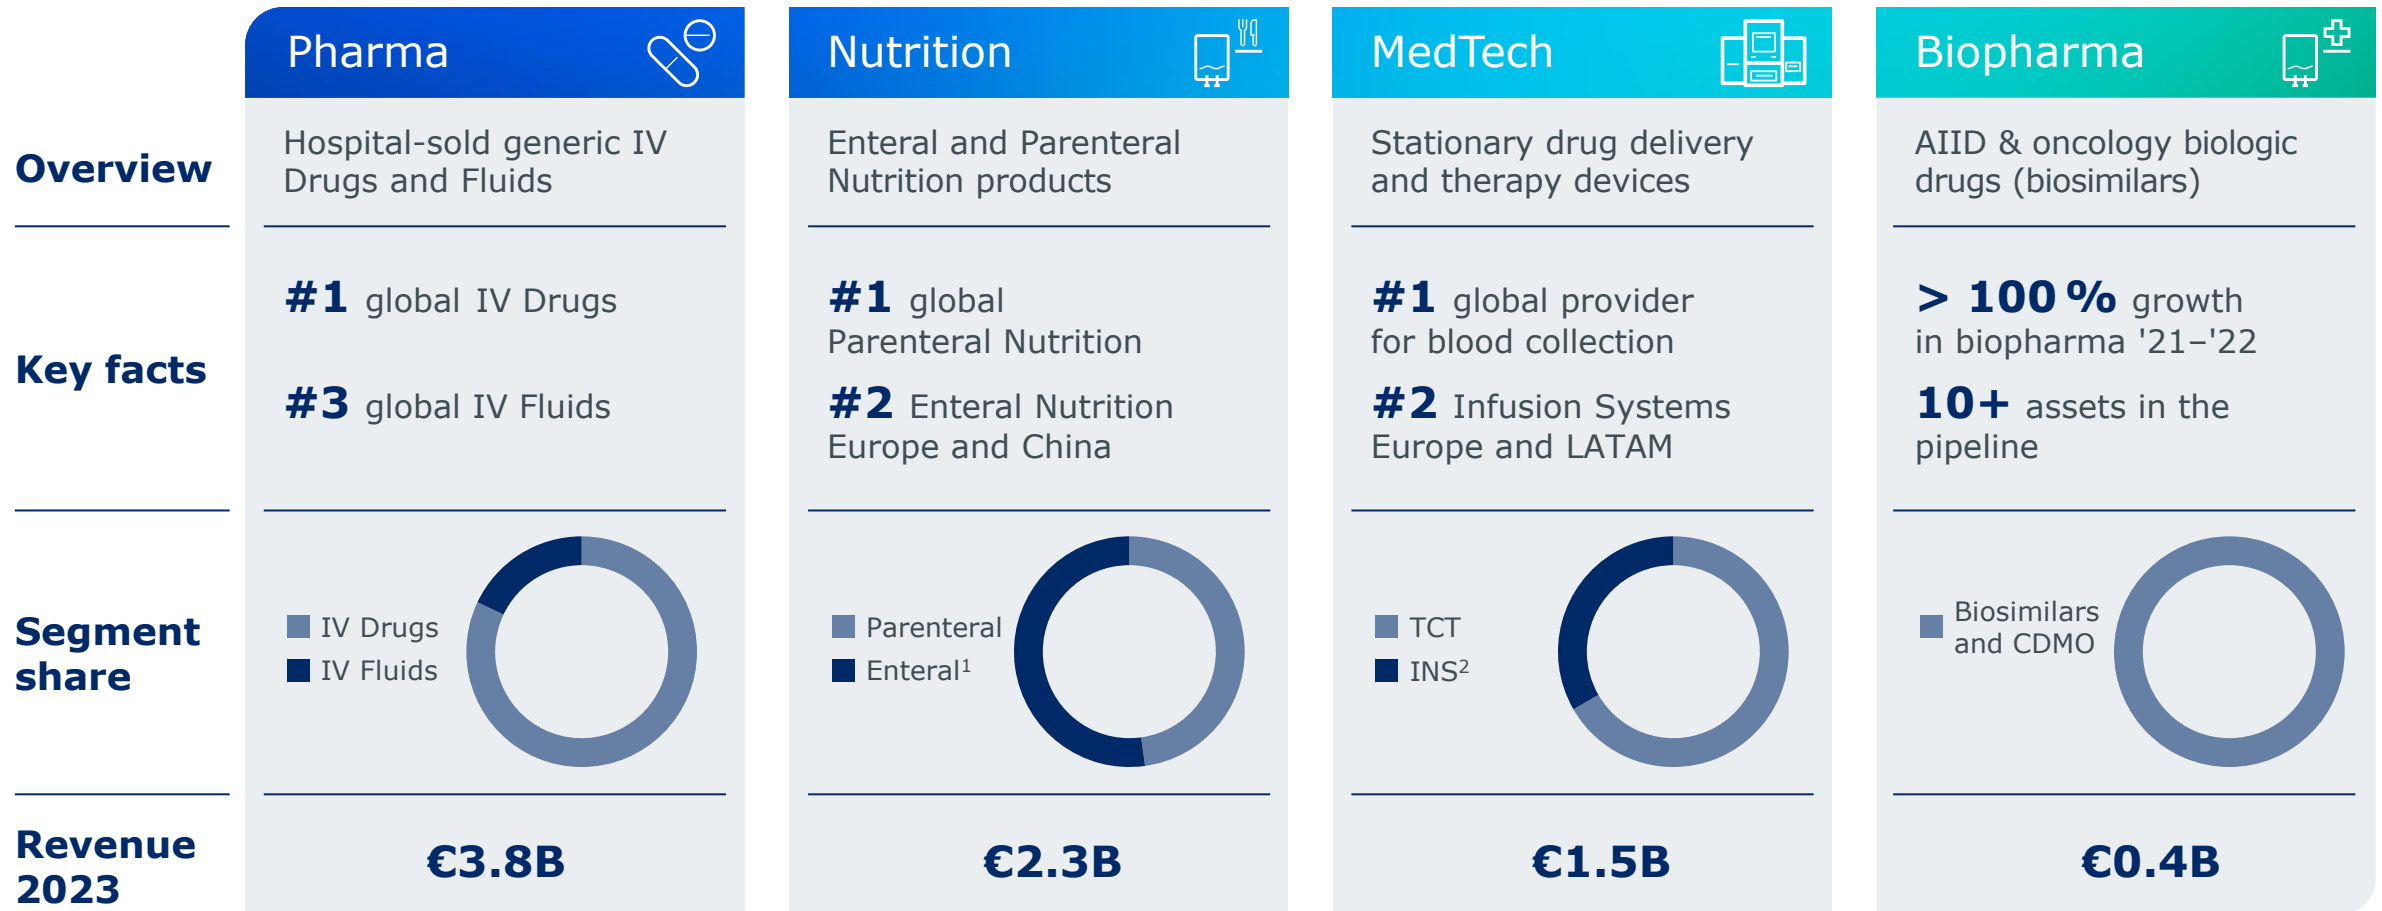 Pharma
Nutrition
MedTech
Biopharma
Overview
Hospital-sold generic IV
Drugs and Fluids
Enteral and Parenteral
Nutrition products
Stationary drug delivery
and therapy devices
AIID & oncology biologic
drugs (biosimilars)
Key facts
#1 global IV Drugs
#3 global IV Fluids
#1 global
Parenteral Nutrition
#2 Enteral Nutrition
Europe and China
#1 global provider
for blood collection
#2 Infusion Systems
Europe and LATAM
> 100 % growth
in biopharma '21–'22
10+ assets in the
pipeline
Segment
share
IV Drugs
IV Fluids
Parenteral
Enteral¹
TCT
INS²
Biosimilars
and CDMO
Revenue
2023
€3.8B
€2.3B
€1.5B
€0.4B